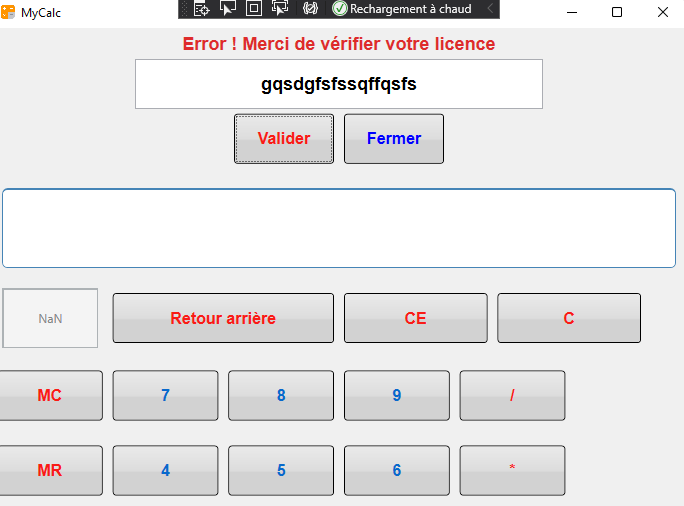 MyCalc
Rechargement à chaud
Error ! Merci de vérifier votre licence
gqsdgfsfssqffqsfs
Valider Fermer
NaN Retour arrière CE C
MC 7 8 9 /
MR 4 5 6 *